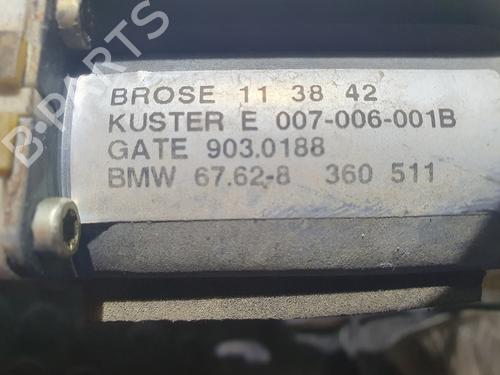 BROSE 11 38 42
KUSTER E 007-006-001B
GATE 903.0188
BMW 67.62-8 360 511
B-PARTS